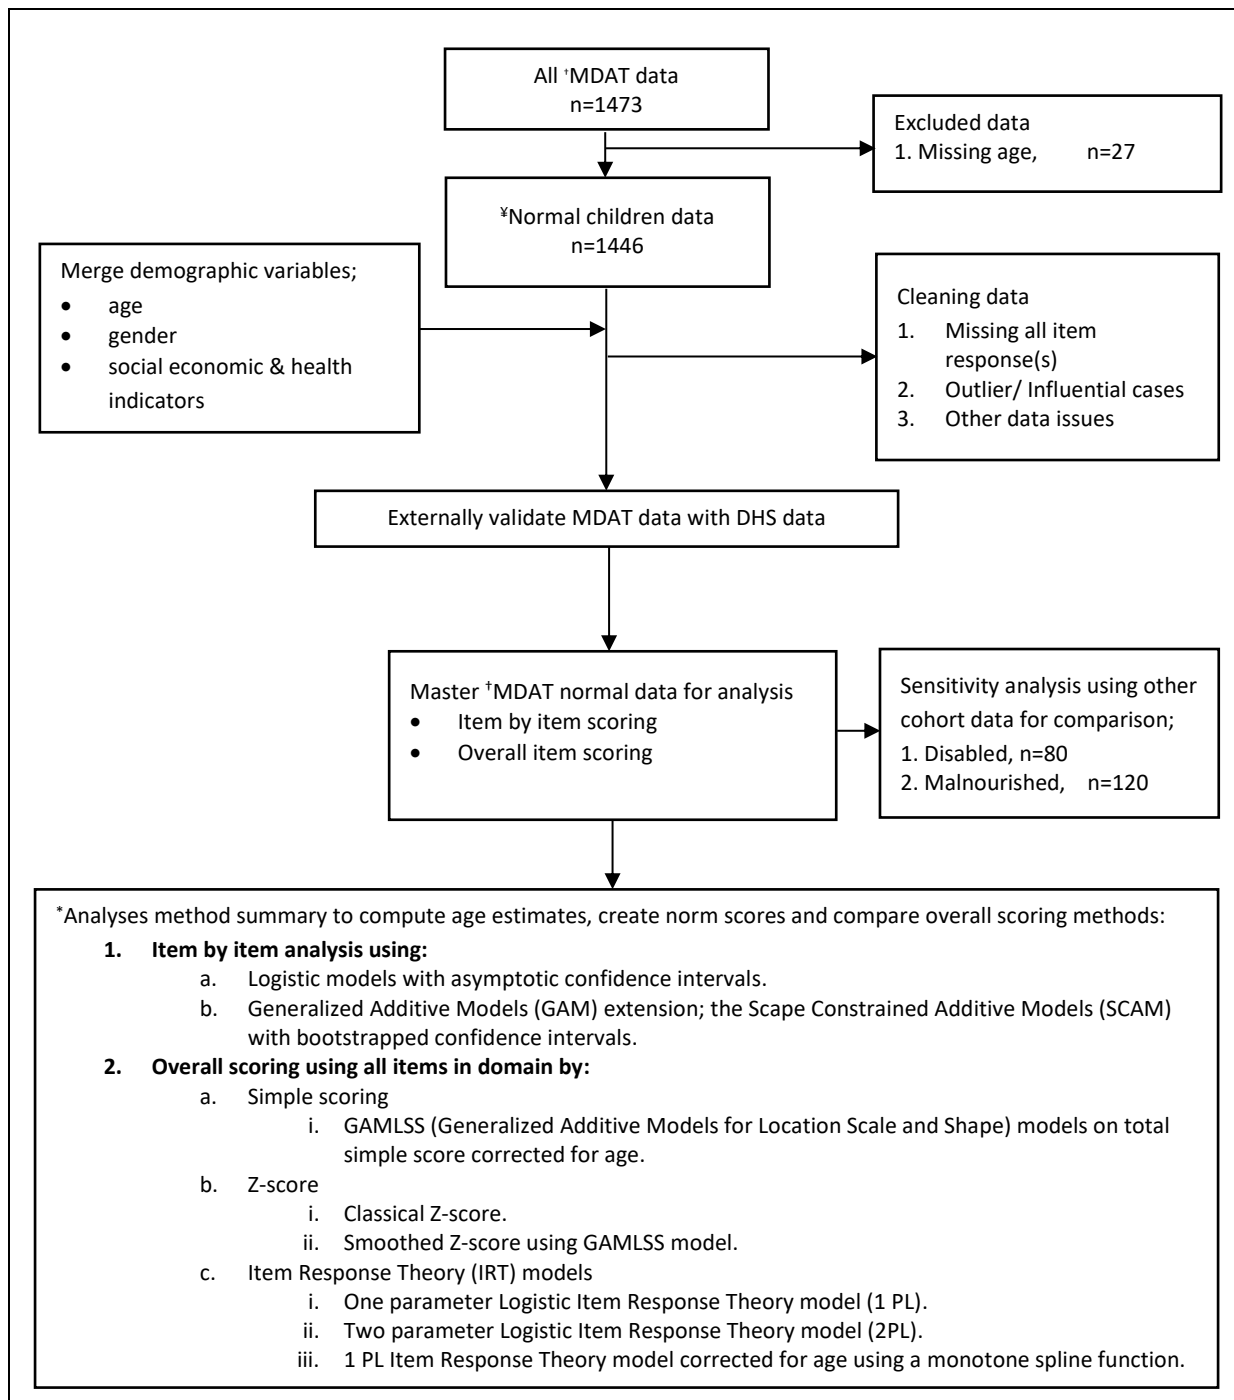 All †MDAT data
n=1473
Excluded data
1. Missing age, n=27
¥Normal children data
n=1446
Merge demographic variables;
• age
• gender
• social economic & health
indicators
Cleaning data
1. Missing all item
response(s)
2. Outlier/ Influential cases
3. Other data issues
Externally validate MDAT data with DHS data
Master †MDAT normal data for analysis
• Item by item scoring
• Overall item scoring
Sensitivity analysis using other
cohort data for comparison;
1. Disabled, n=80
2. Malnourished, n=120
*Analyses method summary to compute age estimates, create norm scores and compare overall scoring methods:
1. Item by item analysis using:
a. Logistic models with asymptotic confidence intervals.
b. Generalized Additive Models (GAM) extension; the Scape Constrained Additive Models (SCAM)
with bootstrapped confidence intervals.
2. Overall scoring using all items in domain by:
a. Simple scoring
i. GAMLSS (Generalized Additive Models for Location Scale and Shape) models on total
simple score corrected for age.
b. Z-score
i. Classical Z-score.
ii. Smoothed Z-score using GAMLSS model.
c. Item Response Theory (IRT) models
i. One parameter Logistic Item Response Theory model (1 PL).
ii. Two parameter Logistic Item Response Theory model (2PL).
iii. 1 PL Item Response Theory model corrected for age using a monotone spline function.